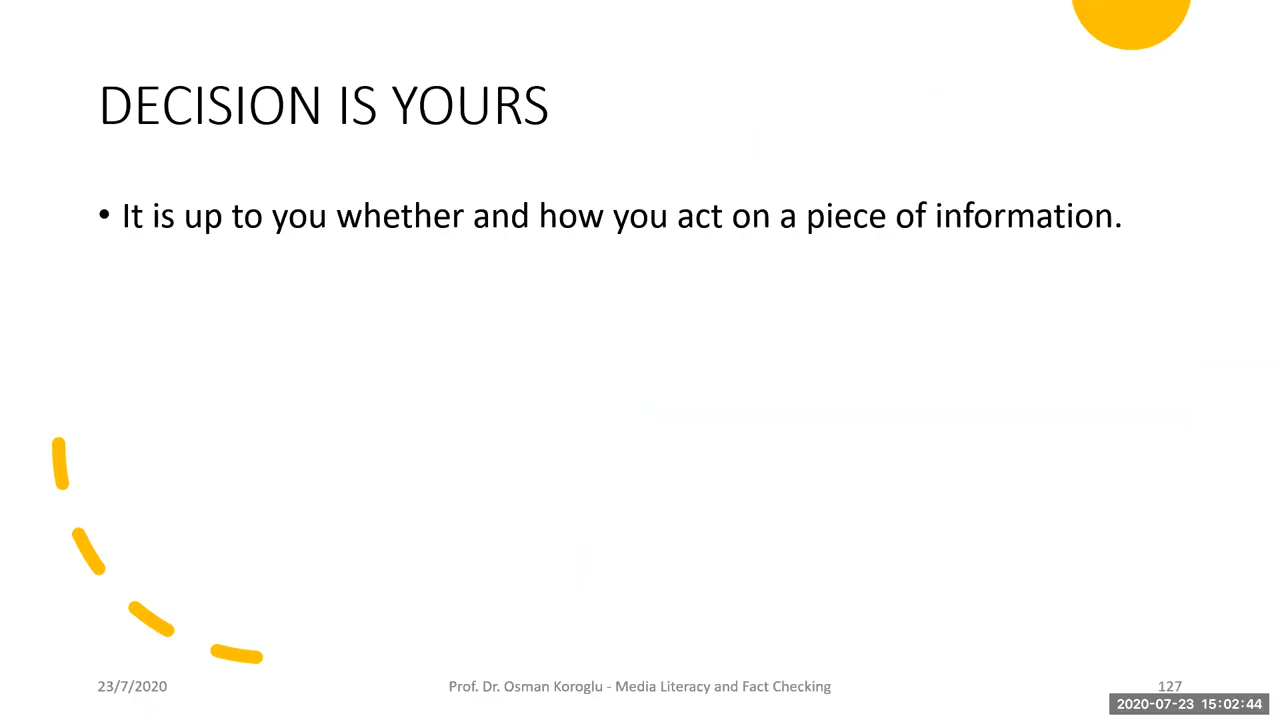 DECISION IS YOURS
• It is up to you whether and how you act on a piece of information.
23/7/2020
Prof. Dr. Osman Koroglu - Media Literacy and Fact Checking
127
2020-07-23 15:02:44